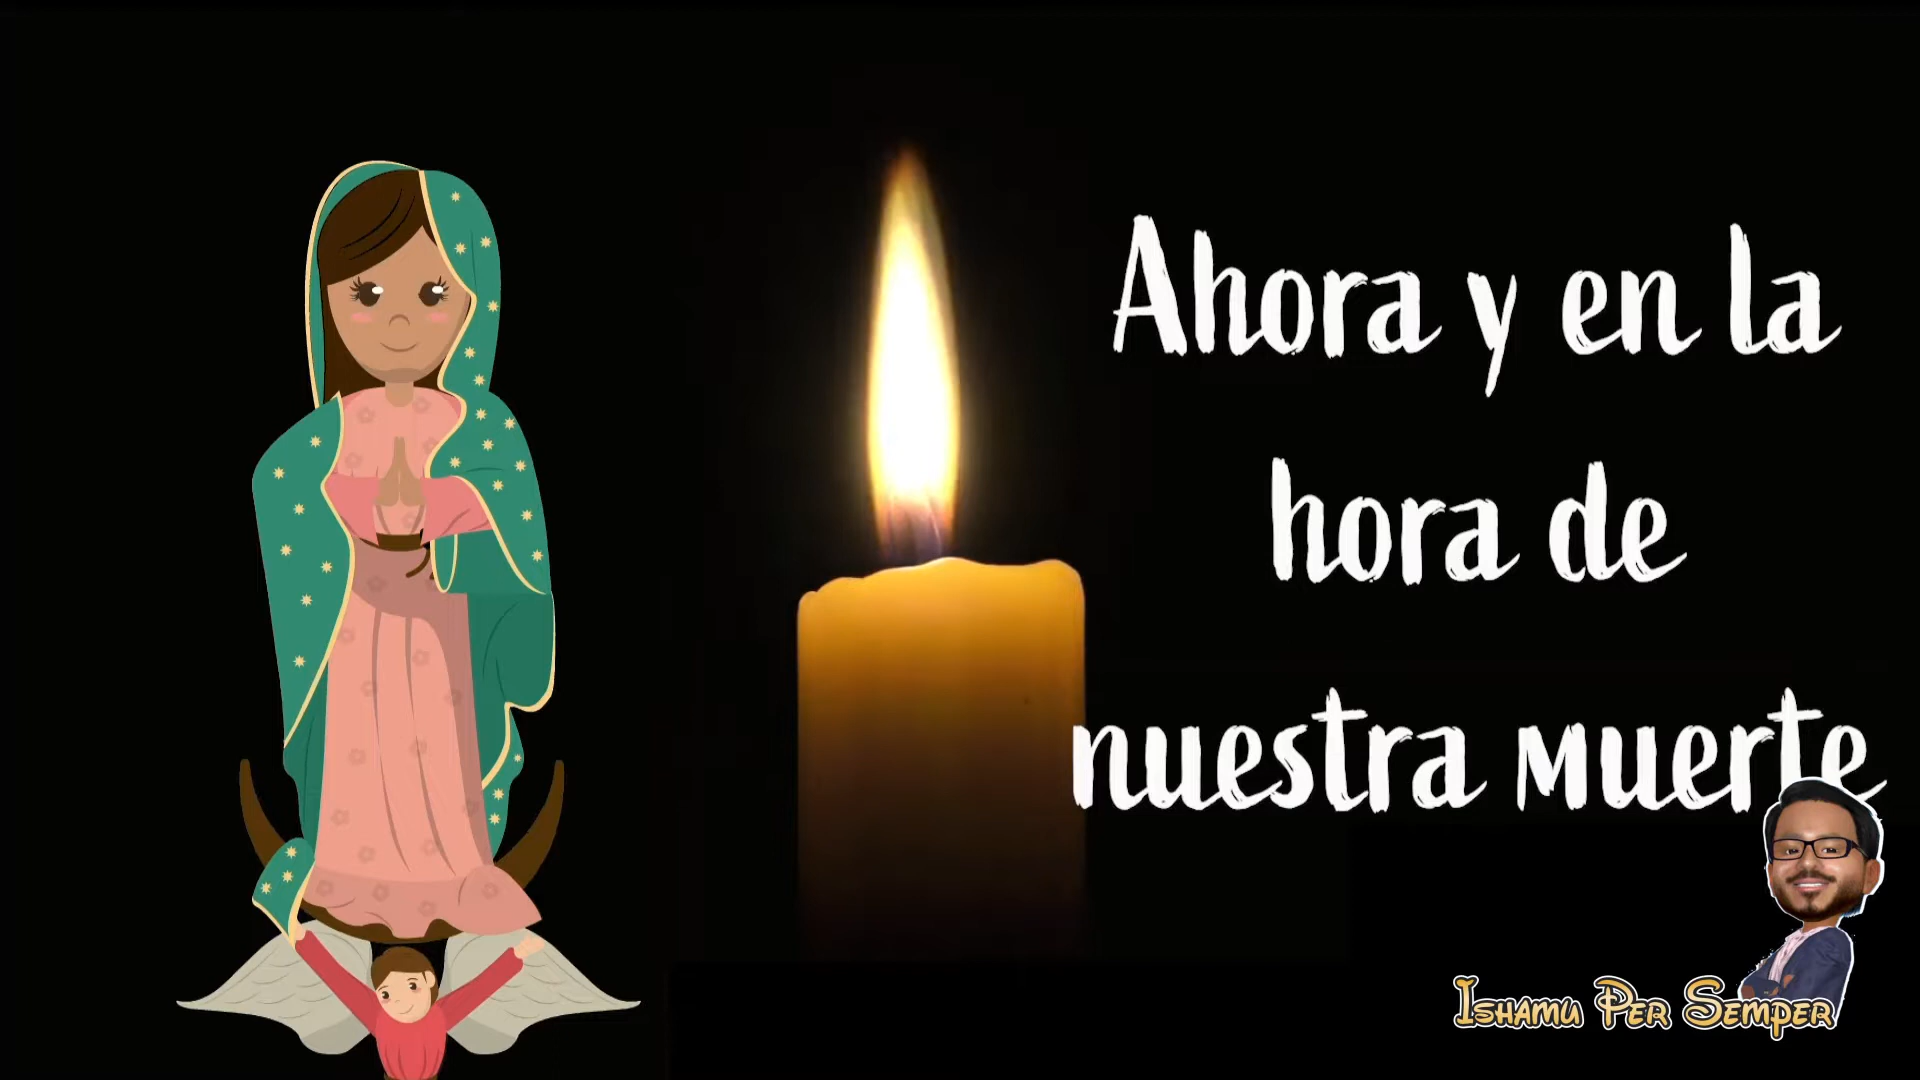 Ahora y en la
hora de
nuestra muerte
Ishamu Per Semper